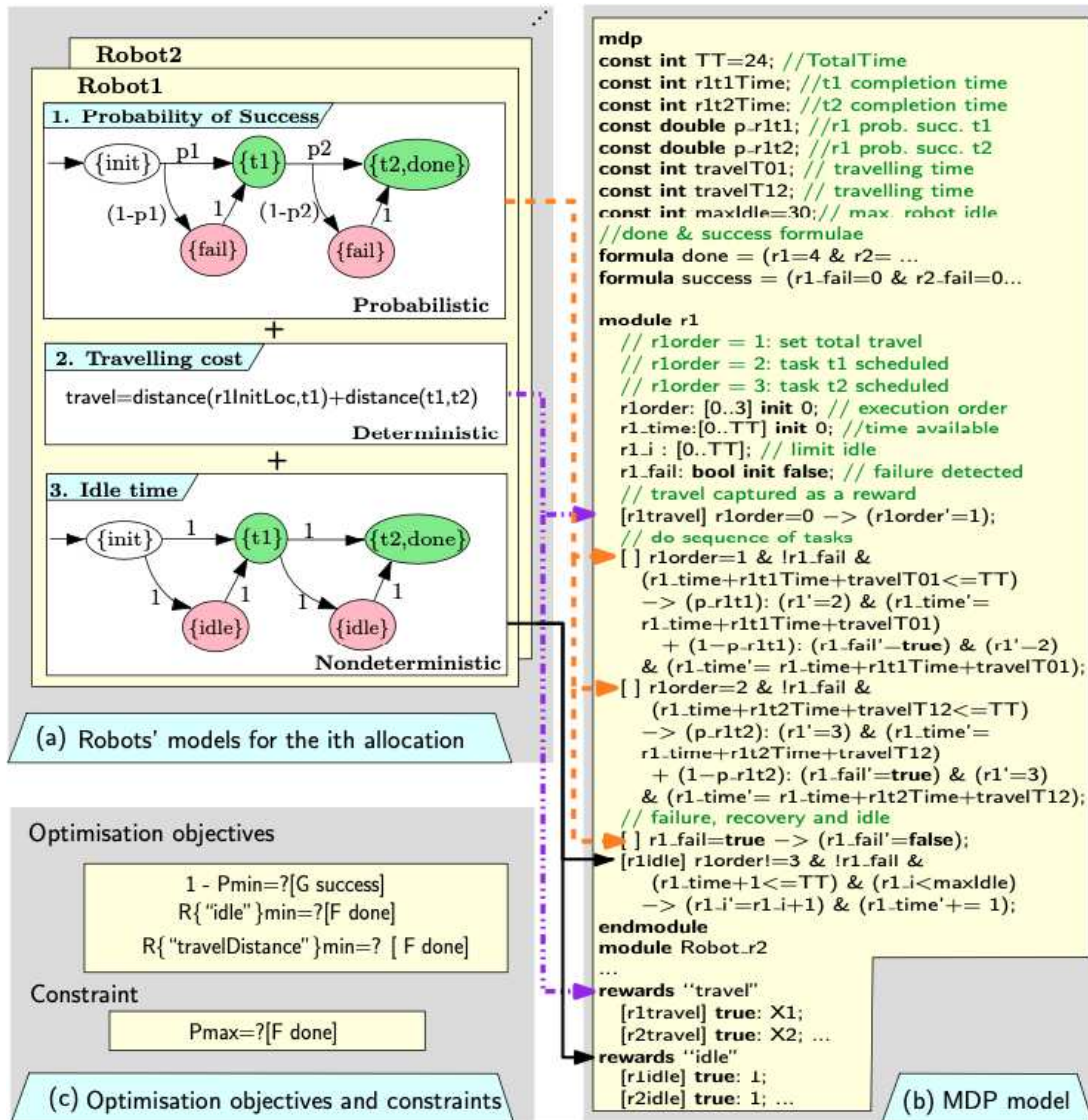 Robot2
Robot1
1. Probability of Success
{init}
p1
{t1}
p2
{t2,done}
(1-p1)
1
(1-p2)
1
{fail}
{fail}
Probabilistic
+
2. Travelling cost
travel=distance(r1InitLoc,t1)+distance(t1,t2)
Deterministic
+
3. Idle time
{init}
1
{t1}
1
{t2,done}
1
1
1
1
{idle}
{idle}
Nondeterministic
(a) Robots' models for the ith allocation
Optimisation objectives
1 - Pmin=?[G success]
R{“idle”}min=?[F done]
R{“travelDistance”}min=? [ F done]
Constraint
Pmax=?[F done]
(c) Optimisation objectives and constraints
mdp
const int TT=24; //TotalTime
const int r1t1Time; //t1 completion time
const int r1t2Time; //t2 completion time
const double p_r1t1; //r1 prob. succ. t1
const double p_r1t2; //r1 prob. succ. t2
const int travelT01; // travelling time
const int travelT12; // travelling time
const int maxIdle=30;// max. robot idle
//done & success formulae
formula done = (r1=4 & r2= ...
formula success = (r1_fail=0 & r2_fail=0...
module r1
// r1order = 1: set total travel
// r1order = 2: task t1 scheduled
// r1order = 3: task t2 scheduled
r1order: [0..3] init 0; // execution order
r1_time:[0..TT] init 0; //time available
r1_i : [0..TT]; // limit idle
r1_fail: bool init false; // failure detected
// travel captured as a reward
[r1travel] r1order=0 −> (r1order'=1);
// do sequence of tasks
[ ] r1order=1 & !r1_fail &
(r1_time+r1t1Time+travelT01<=TT)
−> (p_r1t1): (r1'=2) & (r1_time'=
r1_time+r1t1Time+travelT01)
+ (1-p_r1t1): (r1_fail'=true) & (r1'=2)
& (r1_time'= r1_time+r1t1Time+travelT01);
[ ] r1order=2 & !r1_fail &
(r1_time+r1t2Time+travelT12<=TT)
−> (p_r1t2): (r1'=3) & (r1_time'=
r1_time+r1t2Time+travelT12)
+ (1-p_r1t2): (r1_fail'=true) & (r1'=3)
& (r1_time'= r1_time+r1t2Time+travelT12);
// failure, recovery and idle
[ ] r1_fail=true −> (r1_fail'=false);
[r1idle] r1order!=3 & !r1_fail &
(r1_time+1<=TT) & (r1_i<maxIdle)
−> (r1_i'=r1_i+1) & (r1_time'+= 1);
endmodule
module Robot_r2
...
rewards “travel”
[r1travel] true: X1;
[r2travel] true: X2; ...
rewards “idle”
[r1idle] true: 1;
[r2idle] true: 1; ...
(b) MDP model